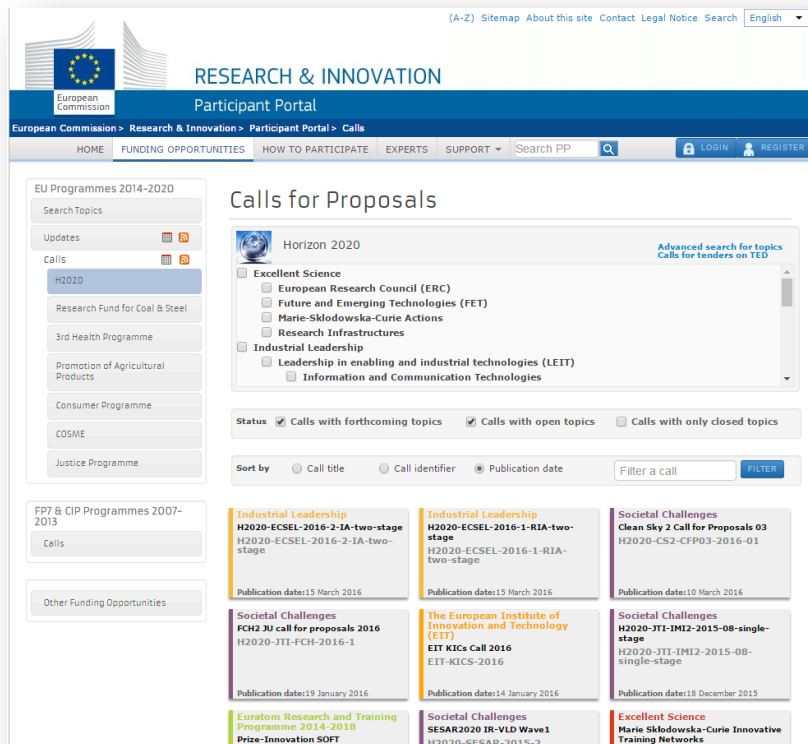 (A-Z) Sitemap About this site Contact Legal Notice Search English
European
Commission
RESEARCH & INNOVATION
Participant Portal
European Commission > Research & Innovation > Participant Portal > Calls
HOME FUNDING OPPORTUNITIES HOW TO PARTICIPATE EXPERTS SUPPORT Search PP LOGIN REGISTER
EU Programmes 2014-2020
Search Topics
Updates
Calls
H2020
Research Fund for Coal & Steel
3rd Health Programme
Promotion of Agricultural
Products
Consumer Programme
COSME
Justice Programme
FP7 & CIP Programmes 2007-
2013
Calls
Other Funding Opportunities
Calls for Proposals
Horizon 2020
Advanced search for topics
Calls for tenders on TED
Excellent Science
European Research Council (ERC)
Future and Emerging Technologies (FET)
Marie-Sklodowska-Curie Actions
Research Infrastructures
Industrial Leadership
Leadership in enabling and industrial technologies (LEIT)
Information and Communication Technologies
Status Calls with forthcoming topics Calls with open topics Calls with only closed topics
Sort by Call title Call identifier Publication date Filter a call FILTER
Industrial Leadership
H2020-ECSEL-2016-2-IA-two-stage
H2020-ECSEL-2016-2-IA-two-
stage
Publication date:15 March 2016
Industrial Leadership
H2020-ECSEL-2016-1-RIA-two-
stage
H2020-ECSEL-2016-1-RIA-
two-stage
Publication date:15 March 2016
Societal Challenges
Clean Sky 2 Call for Proposals 03
H2020-CS2-CFP03-2016-01
Publication date:10 March 2016
Societal Challenges
FCH2 JU call for proposals 2016
H2020-JTI-FCH-2016-1
Publication date:19 January 2016
The European Institute of
Innovation and Technology
(EIT)
EIT KICs Call 2016
EIT-KICS-2016
Publication date:14 January 2016
Societal Challenges
H2020-JTI-IMI2-2015-08-single-
stage
H2020-JTI-IMI2-2015-08-
single-stage
Publication date:18 December 2015
Euratom Research and Training
Programme 2014-2018
Prize-Innovation SOFT
Societal Challenges
SESAR2020 IR-VLD Wave1
H2020-SESAR-2015-2
Excellent Science
Marie Skłodowska-Curie Innovative
Training Networks